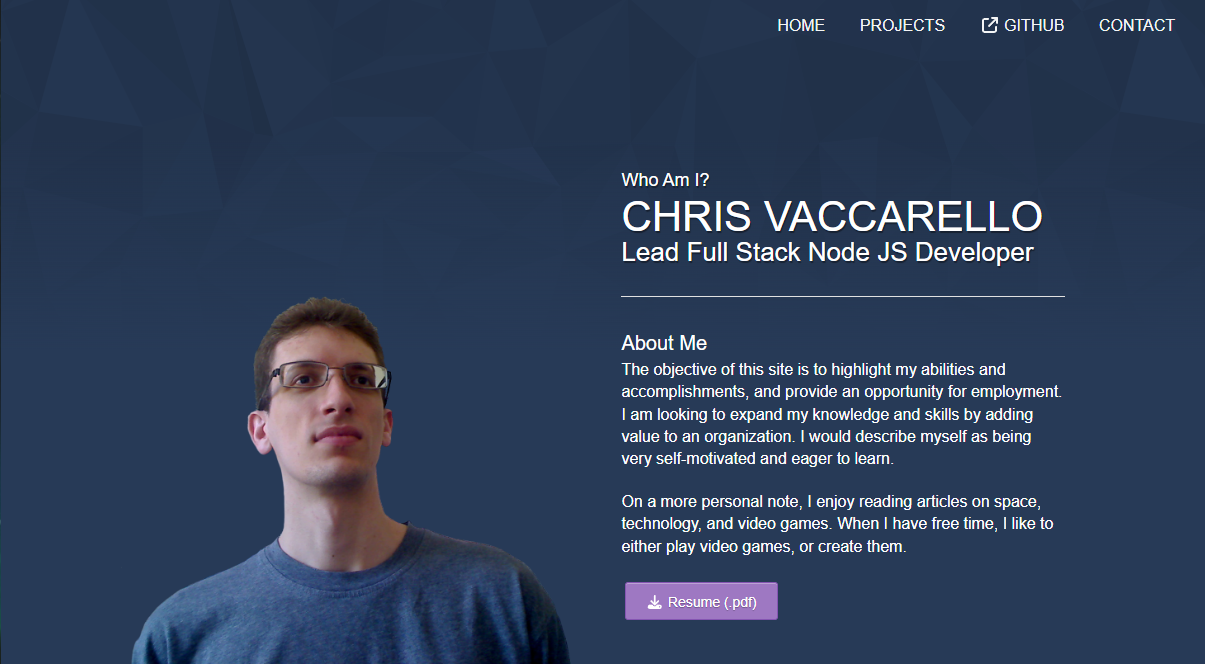 HOME PROJECTS GITHUB CONTACT
Who Am I?
CHRIS VACCARELLO
Lead Full Stack Node JS Developer
About Me
The objective of this site is to highlight my abilities and
accomplishments, and provide an opportunity for employment.
I am looking to expand my knowledge and skills by adding
value to an organization. I would describe myself as being
very self-motivated and eager to learn.
On a more personal note, I enjoy reading articles on space,
technology, and video games. When I have free time, I like to
either play video games, or create them.
Resume (.pdf)